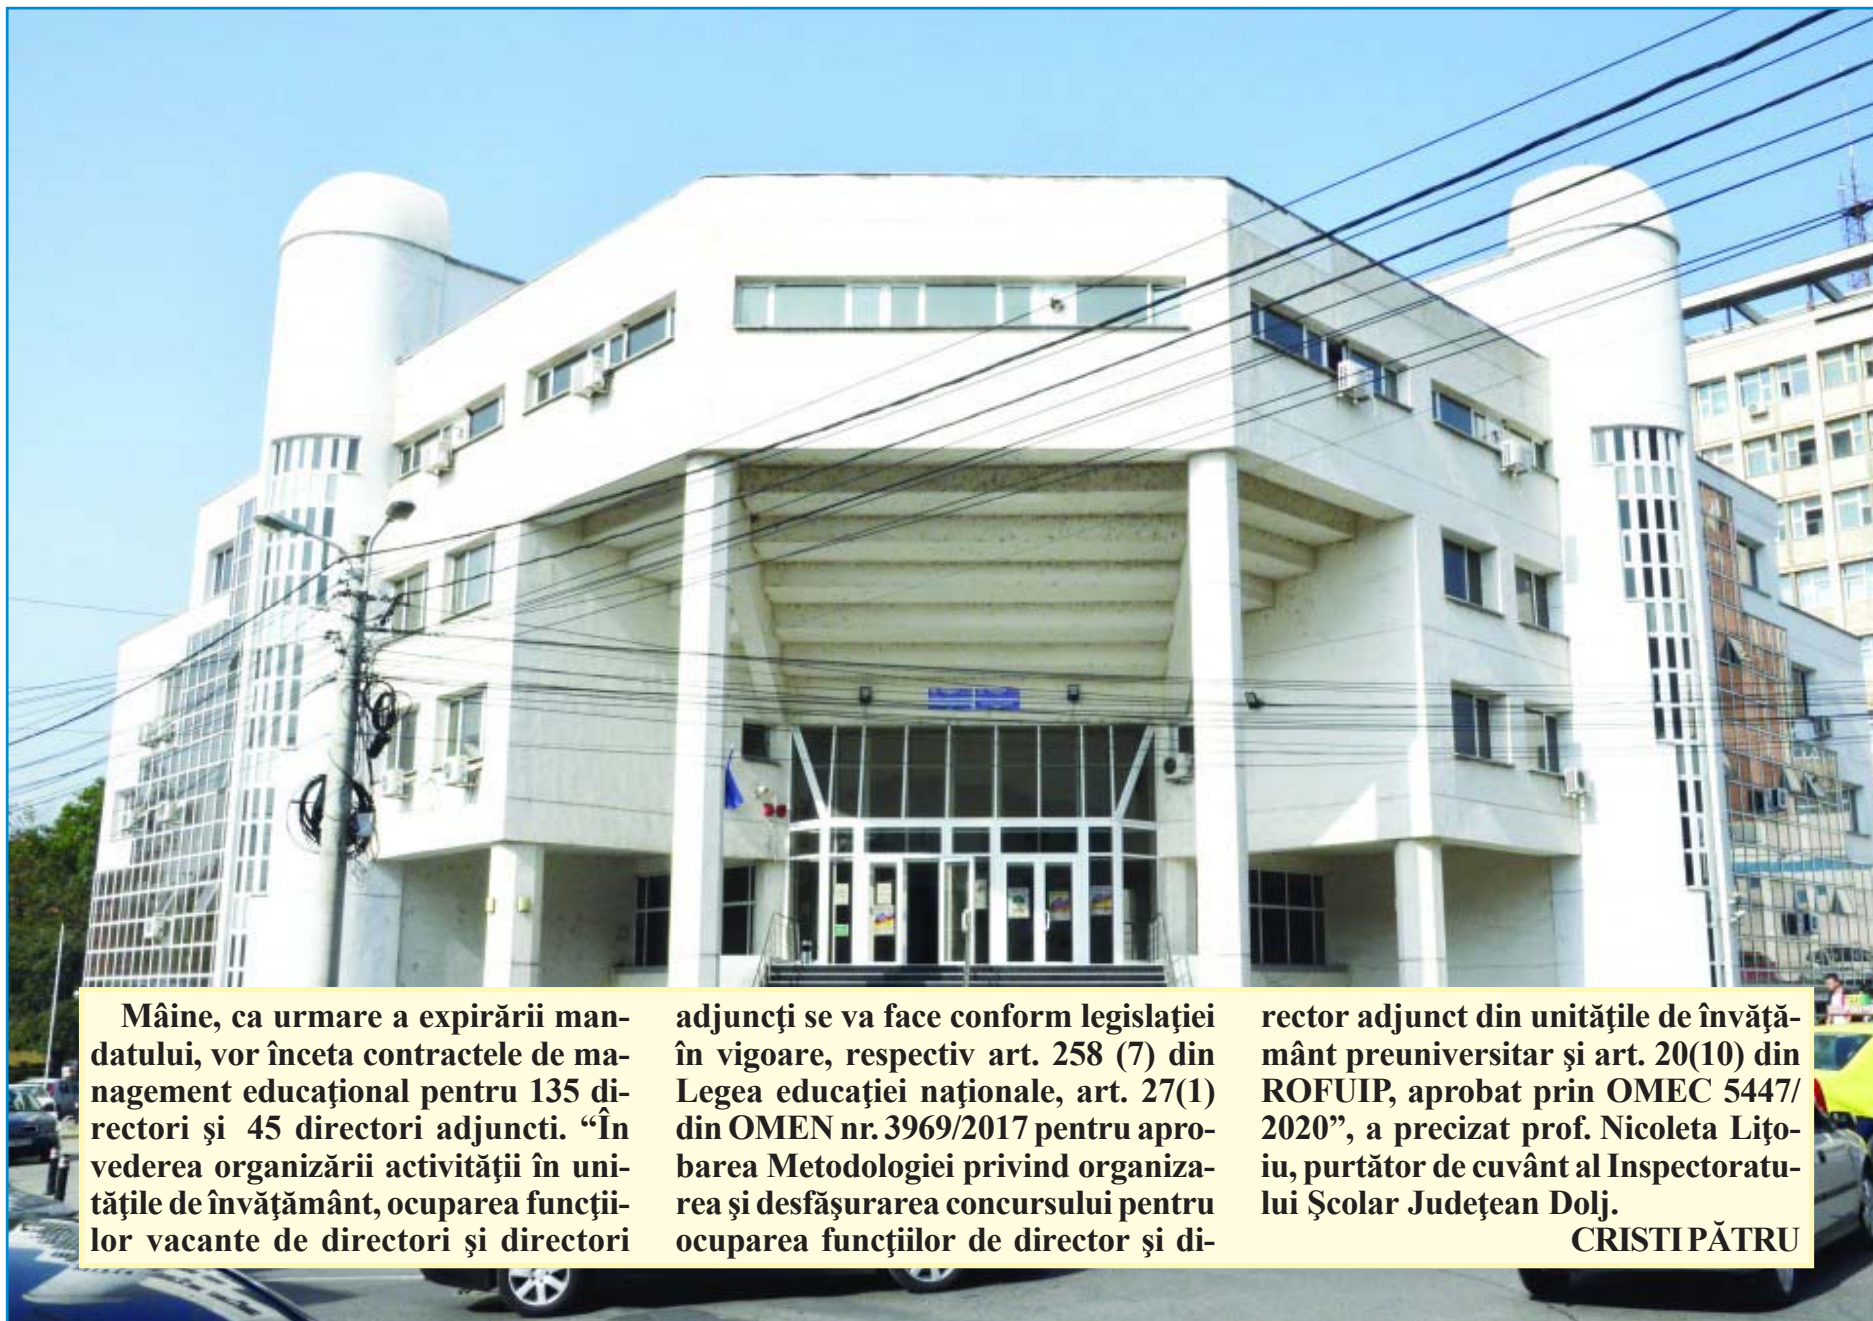 Mâine, ca urmare a expirării man-
datului, vor înceta contractele de ma-
nagement educaţional pentru 135 di-
rectori şi 45 directori adjuncti. “În
vederea organizării activităţii în uni-
tăţile de învăţământ, ocuparea funcţii-
lor vacante de directori şi directori
adjuncţi se va face conform legislaţiei
în vigoare, respectiv art. 258 (7) din
Legea educaţiei naţionale, art. 27(1)
din OMEN nr. 3969/2017 pentru apro-
barea Metodologiei privind organiza-
rea şi desfăşurarea concursului pentru
ocuparea funcţiilor de director şi di-
rector adjunct din unităţile de învăţă-
mânt preuniversitar şi art. 20(10) din
ROFUIP, aprobat prin OMEC 5447/
2020”, a precizat prof. Nicoleta Liţo-
iu, purtător de cuvânt al Inspectoratu-
lui Şcolar Judeţean Dolj.
CRISTI PĂTRU